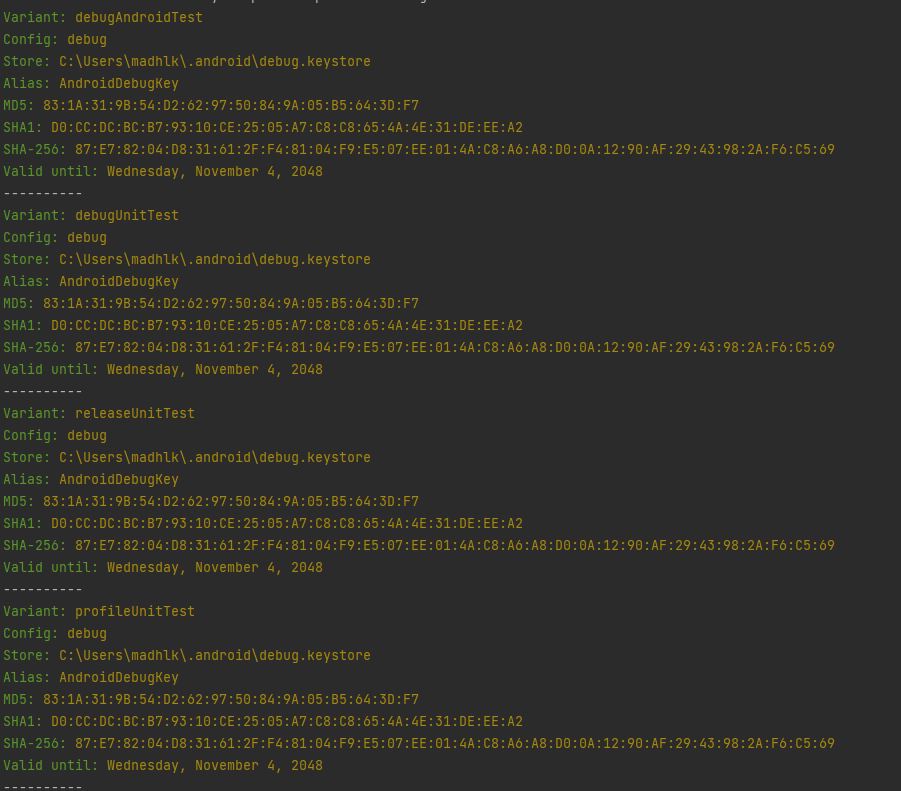 Variant: debugAndroidTest
Config: debug
Store: C:\Users\madhlk\.android\debug.keystore
Alias: AndroidDebugKey
MD5: 83:1A:31:9B:54:D2:62:97:50:84:9A:05:B5:64:3D:F7
SHA1: D0:CC:DC:BC:B7:93:10:CE:25:05:A7:C8:C8:65:4A:4E:31:DE:EE:A2
SHA-256: 87:E7:82:04:D8:31:61:2F:F4:81:04:F9:E5:07:EE:01:4A:C8:A6:A8:D0:0A:12:90:AF:29:43:98:2A:F6:C5:69
Valid until: Wednesday, November 4, 2048
----------
Variant: debugUnitTest
Config: debug
Store: C:\Users\madhlk\.android\debug.keystore
Alias: AndroidDebugKey
MD5: 83:1A:31:9B:54:D2:62:97:50:84:9A:05:B5:64:3D:F7
SHA1: D0:CC:DC:BC:B7:93:10:CE:25:05:A7:C8:C8:65:4A:4E:31:DE:EE:A2
SHA-256: 87:E7:82:04:D8:31:61:2F:F4:81:04:F9:E5:07:EE:01:4A:C8:A6:A8:D0:0A:12:90:AF:29:43:98:2A:F6:C5:69
Valid until: Wednesday, November 4, 2048
----------
Variant: releaseUnitTest
Config: debug
Store: C:\Users\madhlk\.android\debug.keystore
Alias: AndroidDebugKey
MD5: 83:1A:31:9B:54:D2:62:97:50:84:9A:05:B5:64:3D:F7
SHA1: D0:CC:DC:BC:B7:93:10:CE:25:05:A7:C8:C8:65:4A:4E:31:DE:EE:A2
SHA-256: 87:E7:82:04:D8:31:61:2F:F4:81:04:F9:E5:07:EE:01:4A:C8:A6:A8:D0:0A:12:90:AF:29:43:98:2A:F6:C5:69
Valid until: Wednesday, November 4, 2048
----------
Variant: profileUnitTest
Config: debug
Store: C:\Users\madhlk\.android\debug.keystore
Alias: AndroidDebugKey
MD5: 83:1A:31:9B:54:D2:62:97:50:84:9A:05:B5:64:3D:F7
SHA1: D0:CC:DC:BC:B7:93:10:CE:25:05:A7:C8:C8:65:4A:4E:31:DE:EE:A2
SHA-256: 87:E7:82:04:D8:31:61:2F:F4:81:04:F9:E5:07:EE:01:4A:C8:A6:A8:D0:0A:12:90:AF:29:43:98:2A:F6:C5:69
Valid until: Wednesday, November 4, 2048
----------